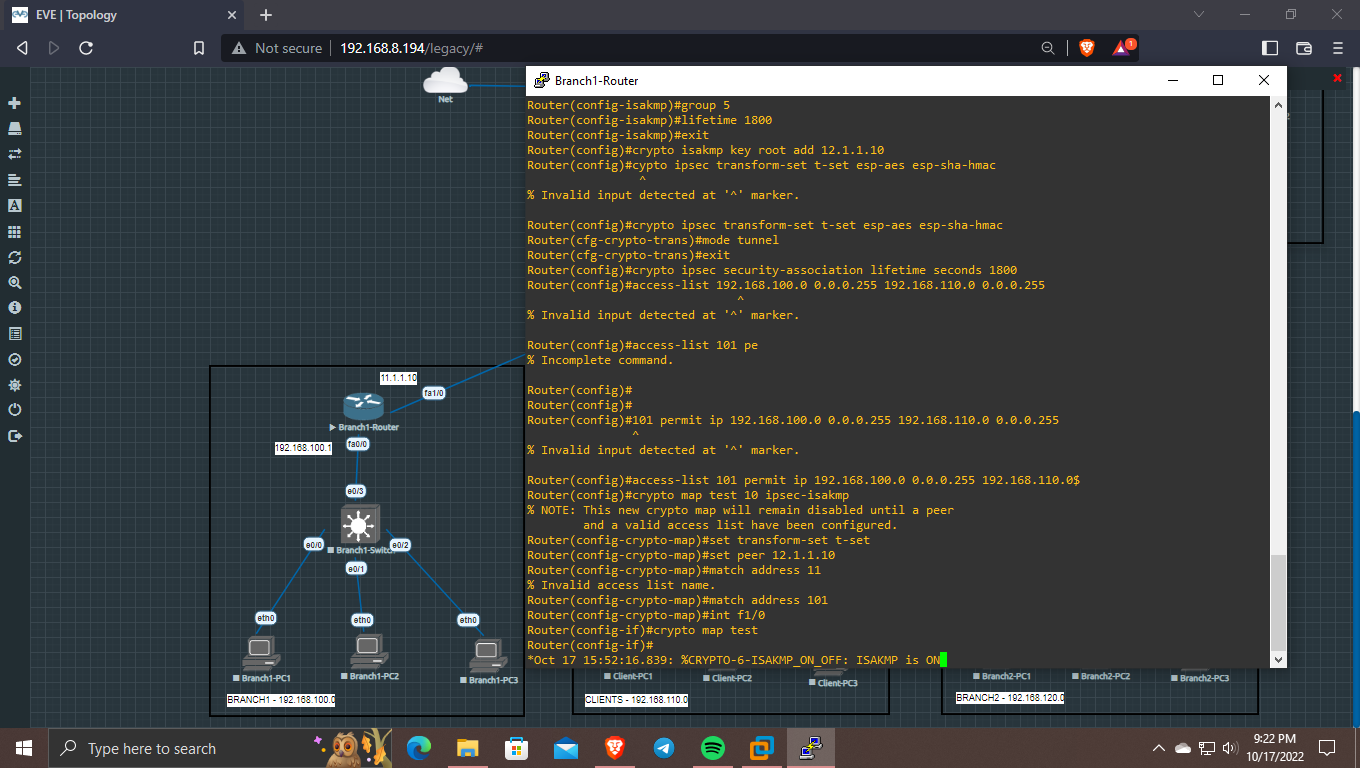 EVE | Topology
Not secure
192.168.8.194/legacy/#
1
Net
Branch1-Router
Router(config-isakmp)#group 5
Router(config-isakmp)#lifetime 1800
Router(config-isakmp)#exit
Router(config)#crypto isakmp key root add 12.1.1.10
Router(config)#cypto ipsec transform-set t-set esp-aes esp-sha-hmac
^
% Invalid input detected at '^' marker.
Router(config)#crypto ipsec transform-set t-set esp-aes esp-sha-hmac
Router(cfg-crypto-trans)#mode tunnel
Router(cfg-crypto-trans)#exit
Router(config)#crypto ipsec security-association lifetime seconds 1800
Router(config)#access-list 192.168.100.0 0.0.0.255 192.168.110.0 0.0.0.255
^
% Invalid input detected at '^' marker.
Router(config)#access-list 101 pe
% Incomplete command.
Router(config)#
Router(config)#
Router(config)#101 permit ip 192.168.100.0 0.0.0.255 192.168.110.0 0.0.0.255
^
% Invalid input detected at '^' marker.
Router(config)#access-list 101 permit ip 192.168.100.0 0.0.0.255 192.168.110.0$
Router(config)#crypto map test 10 ipsec-isakmp
% NOTE: This new crypto map will remain disabled until a peer
and a valid access list have been configured.
Router(config-crypto-map)#set transform-set t-set
Router(config-crypto-map)#set peer 12.1.1.10
Router(config-crypto-map)#match address 11
% Invalid access list name.
Router(config-crypto-map)#match address 101
Router(config-crypto-map)#int f1/0
Router(config-if)#crypto map test
Router(config-if)#
*Oct 17 15:52:16.839: %CRYPTO-6-ISAKMP_ON_OFF: ISAKMP is ON
11.1.1.10
fa1/0
Branch1-Router
192.168.100.1
fa0/0
e0/3
e0/0
Branch1-Switch
e0/2
e0/1
eth0
eth0
eth0
Branch1-PC1
Branch1-PC2
Branch1-PC3
BRANCH1 - 192.168.100.0
Client-PC1
Client-PC2
Client-PC3
CLIENTS - 192.168.110.0
Branch2-PC1
Branch2-PC2
Branch2-PC3
BRANCH2 - 192.168.120.0
Type here to search
9:22 PM
10/17/2022